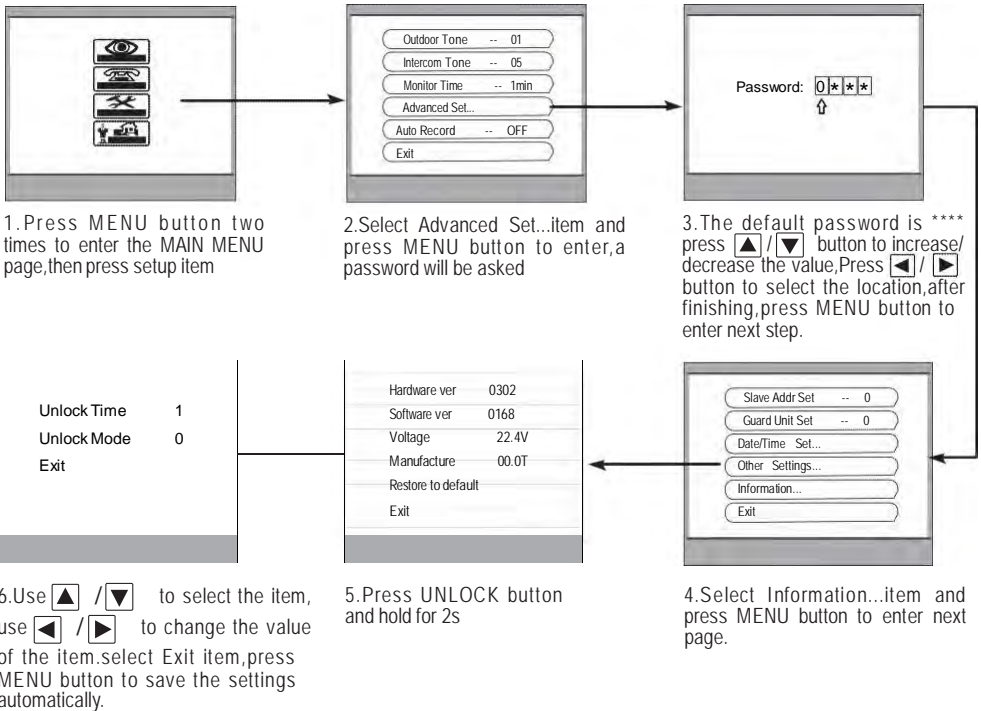 Outdoor Tone -- 01
Intercom Tone -- 05
Monitor Time -- 1min
Advanced Set...
Auto Record -- OFF
Exit
Password: 0***
1.Press MENU button two
times to enter the MAIN MENU
page,then press setup item
2.Select Advanced Set...item and
press MENU button to enter,a
password will be asked
3.The default password is ****
press ▲ / ▼ button to increase/
decrease the value,Press ◀ / ▶
button to select the location,after
finishing,press MENU button to
enter next step.
Slave Addr Set -- 0
Guard Unit Set -- 0
Date/Time Set...
Other Settings...
Information...
Exit
4.Select Information...item and
press MENU button to enter next
page.
Hardware ver 0302
Software ver 0168
Voltage 22.4V
Manufacture 00.0T
Restore to default
Exit
5.Press UNLOCK button
and hold for 2s
Unlock Time 1
Unlock Mode 0
Exit
6.Use ▲ / ▼ to select the item,
use ◀ / ▶ to change the value
of the item.select Exit item,press
MENU button to save the settings
automatically.